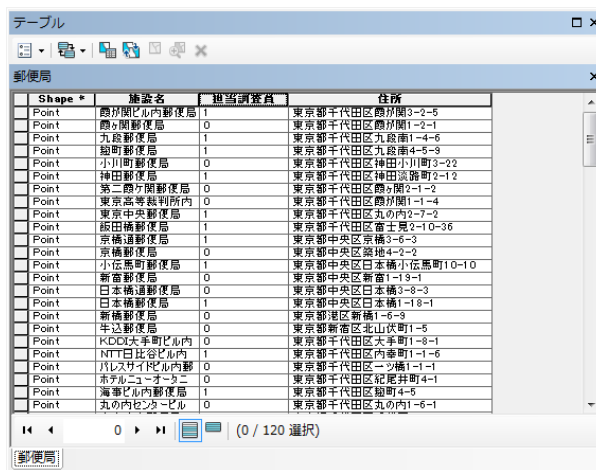 テーブル
郵便局
Shape * 施設名 担当調査員 住所
Point 霞が関ビル内郵便局 1 東京都千代田区霞が関3-2-5
Point 霞ヶ関郵便局 0 東京都千代田区霞が関1-2-1
Point 九段郵便局 1 東京都千代田区九段南1-4-6
Point 麹町郵便局 1 東京都千代田区九段南4-5-9
Point 小川町郵便局 0 東京都千代田区神田小川町3-22
Point 神田郵便局 1 東京都千代田区神田淡路町2-12
Point 第二霞ケ関郵便局 0 東京都千代田区霞ヶ関2-1-2
Point 東京高等裁判所内 0 東京都千代田区霞が関1-1-4
Point 東京中央郵便局 1 東京都千代田区丸の内2-7-2
Point 飯田橋郵便局 1 東京都千代田区富士見2-10-36
Point 京橋通郵便局 1 東京都中央区京橋3-6-3
Point 京橋郵便局 0 東京都中央区築地4-2-2
Point 小伝馬町郵便局 1 東京都中央区日本橋小伝馬町10-10
Point 新富郵便局 0 東京都中央区新富1-19-1
Point 日本橋通郵便局 0 東京都中央区日本橋3-8-3
Point 日本橋郵便局 1 東京都中央区日本橋1-18-1
Point 新橋郵便局 0 東京都港区新橋1-6-9
Point 牛込郵便局 0 東京都新宿区北山伏町1-5
Point KDDI大手町ビル内 0 東京都千代田区大手町1-8-1
Point NTT日比谷ビル内 1 東京都千代田区内幸町1-1-6
Point パレスサイドビル内郵 0 東京都千代田区一ツ橋1-1-1
Point ホテルニューオータニ 0 東京都千代田区紀尾井町4-1
Point 海事ビル内郵便局 1 東京都千代田区麹町4-5
Point 丸の内センタービル 0 東京都千代田区丸の内1-6-1
0 (0 / 120 選択)
郵便局